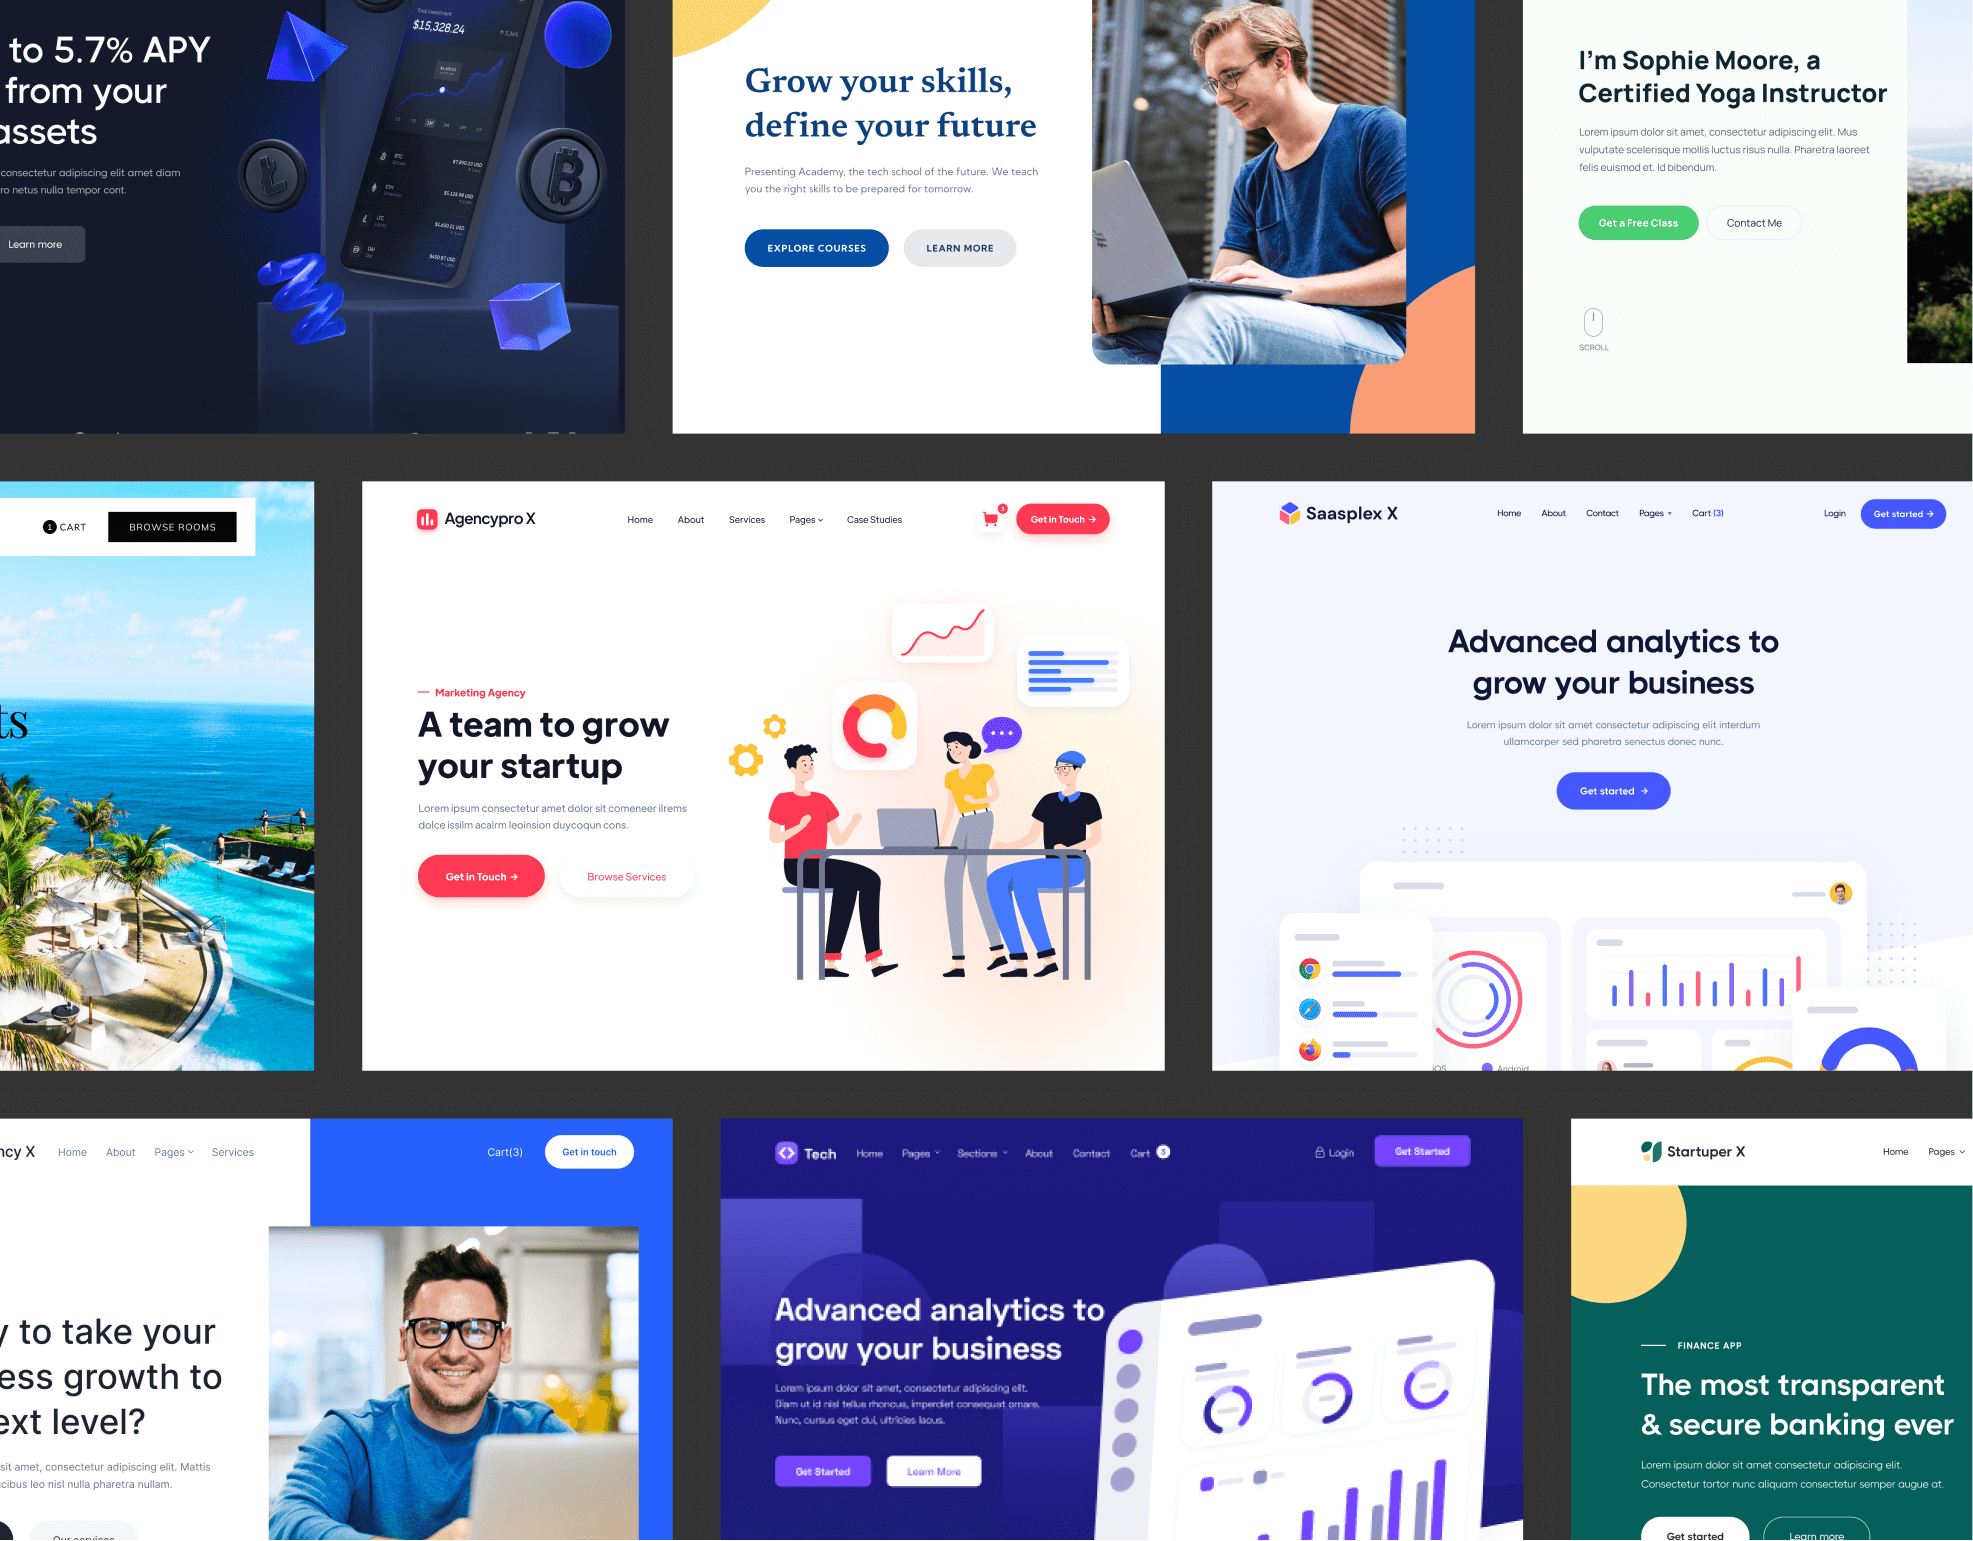 to 5.7% APY
from your
assets
consectetur adipiscing elit amet diam
ro netus nulla tempor cont.
Learn more
$15,328.24
5.34%
BTC
$7,850.22 USD
ETH
$5,128.98 USD
LTC
DAI
Grow your skills,
define your future
Presenting Academy, the tech school of the future. We teach
you the right skills to be prepared for tomorrow.
EXPLORE COURSES
LEARN MORE
I'm Sophie Moore, a
Certified Yoga Instructor
Lorem ipsum dolor sit amet, consectetur adipiscing elit. Mus
vulputate scelerisque mollis luctus risus nulla. Pharetra laoreet
felis euismod et. Id bibendum.
Get a Free Class
Contact Me
SCROLL
1 CART
BROWSE ROOMS
ts
Agencypro X
Home
About
Services
Pages
Case Studies
3
Get in Touch →
Marketing Agency
A team to grow
your startup
Lorem ipsum consectetur amet dolor sit comeneer ilrems
dolce issilm acalrm leoinsion duycoqun cons.
Get in Touch →
Browse Services
Saasplex X
Home
About
Contact
Pages
Cart (3)
Login
Get started →
Advanced analytics to
grow your business
Lorem ipsum dolor sit amet consectetur adipiscing elit interdum
ullamcorper sed pharetra senectus donec nunc.
Get started →
iOS
Android
ncy X
Home
About
Pages
Services
Cart(3)
Get in touch
y to take your
ess growth to
ext level?
sit amet, consectetur adipiscing elit. Mattis
cibus leo nisl nulla pharetra nullam.
Our services
Tech
Home
Pages
Sections
About
Contact
Cart 3
Login
Get Started
Advanced analytics to
grow your business
Lorem ipsum dolor sit amet, consectetur adipiscing elit.
Diam ut id nisl tellus rhoncus, imperdiet consequat ornare.
Nunc, cursus eget dui, ultricies lacus.
Get Started
Learn More
Startuper X
Home
Pages
FINANCE APP
The most transparent
& secure banking ever
Lorem ipsum dolor sit amet consectetur adipiscing elit.
Consectetur tortor nunc aliquam consectetur semper augue at.
Get started
Learn more